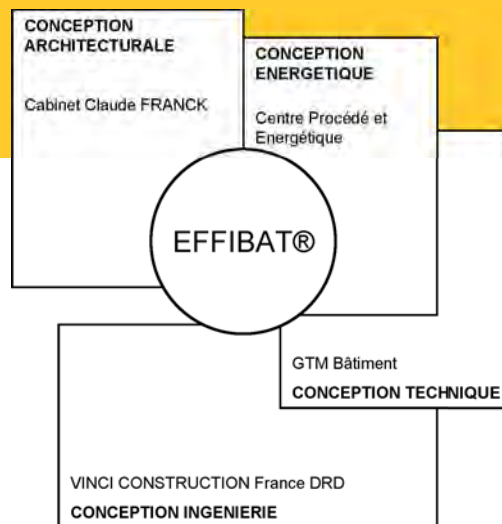 CONCEPTION
ARCHITECTURALE
Cabinet Claude FRANCK
CONCEPTION
ENERGETIQUE
Centre Procédé et
Energétique
EFFIBAT®
GTM Bâtiment
CONCEPTION TECHNIQUE
VINCI CONSTRUCTION France DRD
CONCEPTION INGENIERIE